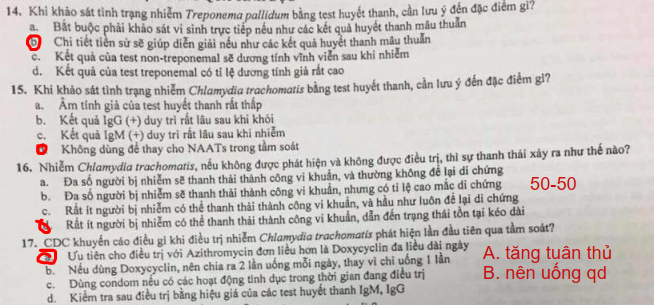 14. Khi khảo sát tình trạng nhiễm Treponema pallidum bằng test huyết thanh, cần lưu ý đến đặc điểm gì?
a. Bắt buộc phải khảo sát vi sinh trực tiếp nếu như các kết quả huyết thanh mâu thuẫn
b. Chi tiết tiền sử sẽ giúp diễn giải nếu như các kết quả huyết thanh mâu thuẫn
c. Kết quả của test non-treponemal sẽ dương tính vĩnh viễn sau khi nhiễm
d. Kết quả của test treponemal có tỉ lệ dương tính giả rất cao
15. Khi khảo sát tình trạng nhiễm Chlamydia trachomatis bằng test huyết thanh, cần lưu ý đến đặc điểm gì?
a. Âm tính giả của test huyết thanh rất thấp
b. Kết quả IgG (+) duy trì rất lâu sau khi khỏi
c. Kết quả IgM (+) duy trì rất lâu sau khi nhiễm
Không dùng để thay cho NAATs trong tầm soát
16. Nhiễm Chlamydia trachomatis, nếu không được phát hiện và không được điều trị, thì sự thanh thải xảy ra như thế nào?
a. Đa số người bị nhiễm sẽ thanh thải thành công vi khuẩn, và thường không để lại di chứng
b. Đa số người bị nhiễm sẽ thanh thải thành công vi khuẩn, nhưng có tỉ lệ cao mắc di chứng 50-50
c. Rất ít người bị nhiễm có thể thanh thải thành công vi khuẩn, và hầu như luôn để lại di chứng
d. Rất ít người bị nhiễm có thể thanh thải thành công vi khuẩn, dẫn đến trạng thái tồn tại kéo dài
17. CDC khuyến cáo điều gì khi điều trị nhiễm Chlamydia trachomatis phát hiện lần đầu tiên qua tầm soát?
a. Ưu tiên cho điều trị với Azithromycin đơn liều hơn là Doxycyclin đa liều dài ngày A. tăng tuân thủ
b. Nếu dùng Doxycyclin, nên chia ra 2 lần uống mỗi ngày, thay vì chỉ uống 1 lần B. nên uống qd
c. Dùng condom nếu có các hoạt động tình dục trong thời gian đang điều trị
d. Kiểm tra sau điều trị bằng hiệu giá của các test huyết thanh IgM, IgG